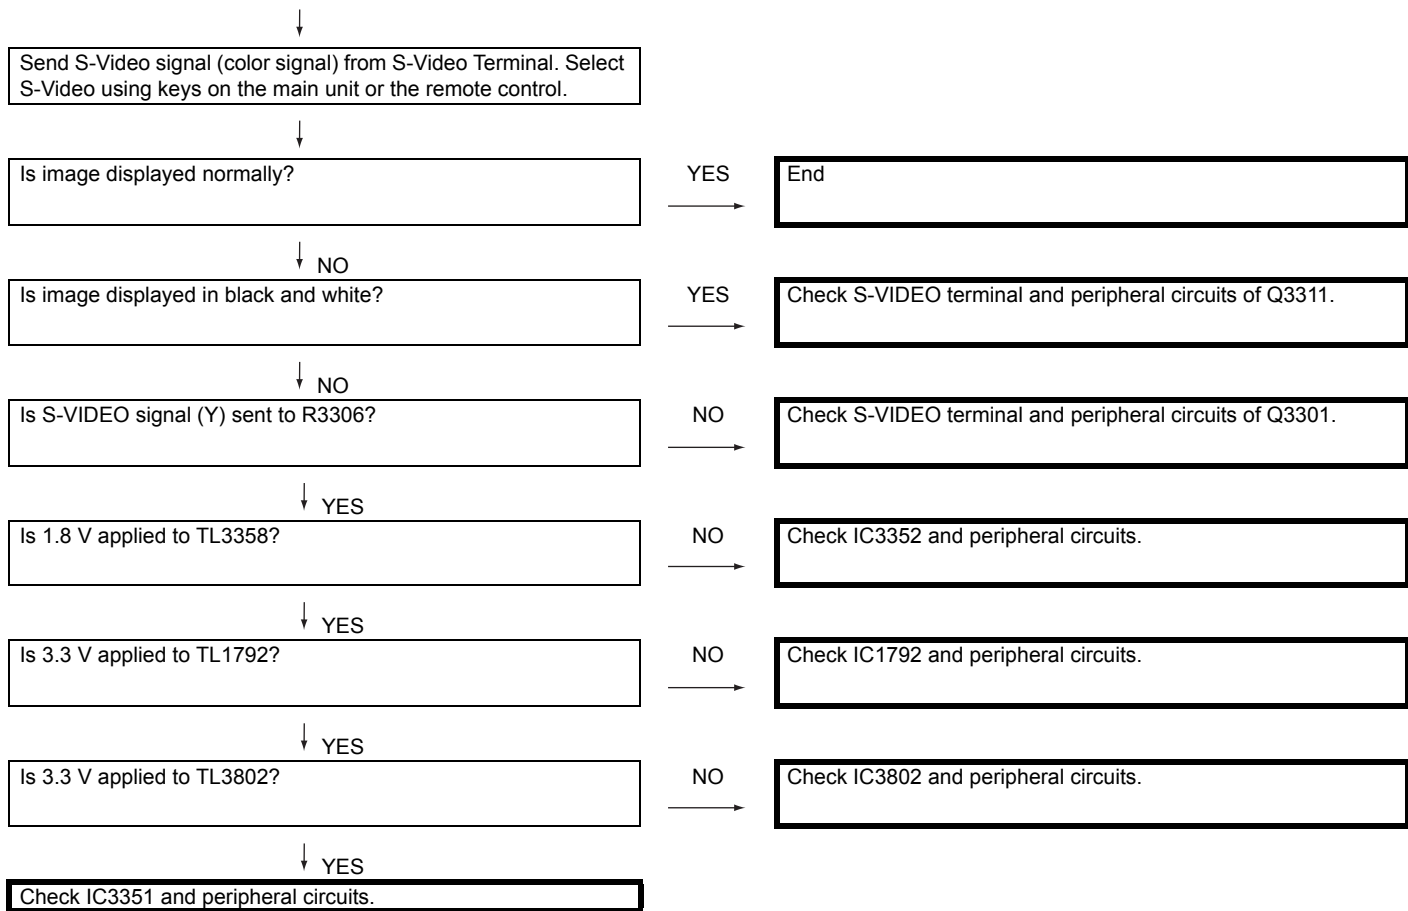 Send S-Video signal (color signal) from S-Video Terminal. Select
S-Video using keys on the main unit or the remote control.
Is image displayed normally?
YES
End
NO
Is image displayed in black and white?
YES
Check S-VIDEO terminal and peripheral circuits of Q3311.
NO
Is S-VIDEO signal (Y) sent to R3306?
NO
Check S-VIDEO terminal and peripheral circuits of Q3301.
YES
Is 1.8 V applied to TL3358?
NO
Check IC3352 and peripheral circuits.
YES
Is 3.3 V applied to TL1792?
NO
Check IC1792 and peripheral circuits.
YES
Is 3.3 V applied to TL3802?
NO
Check IC3802 and peripheral circuits.
YES
Check IC3351 and peripheral circuits.